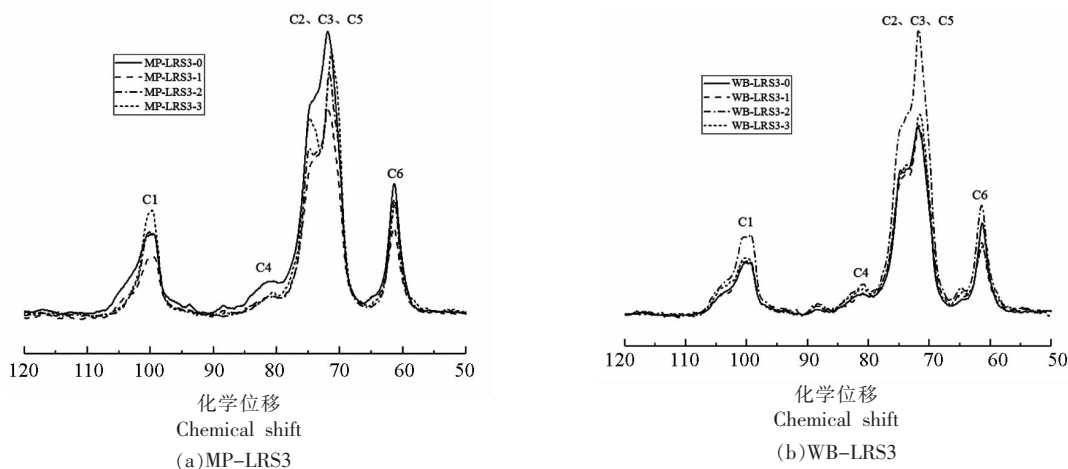 C2、C3、C5
MP-LRS3-0
MP-LRS3-1
MP-LRS3-2
MP-LRS3-3
C1
C4
C6
120 110 100 90 80 70 60 50
化学位移
Chemical shift
(a)MP-LRS3
C2、C3、C5
WB-LRS3-0
WB-LRS3-1
WB-LRS3-2
WB-LRS3-3
C1
C4
C6
120 110 100 90 80 70 60 50
化学位移
Chemical shift
(b)WB-LRS3